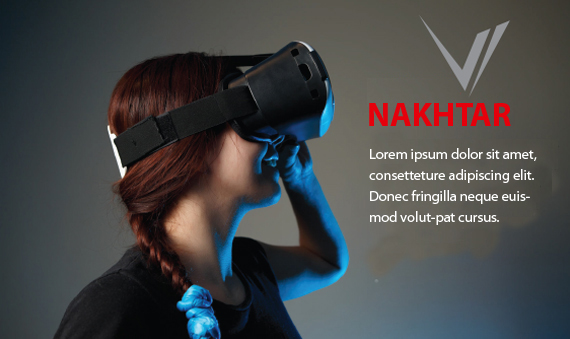 NAKHTAR
Lorem ipsum dolor sit amet,
consetteture adipiscing elit.
Donec fringilla neque euis-
mod volut-pat cursus.